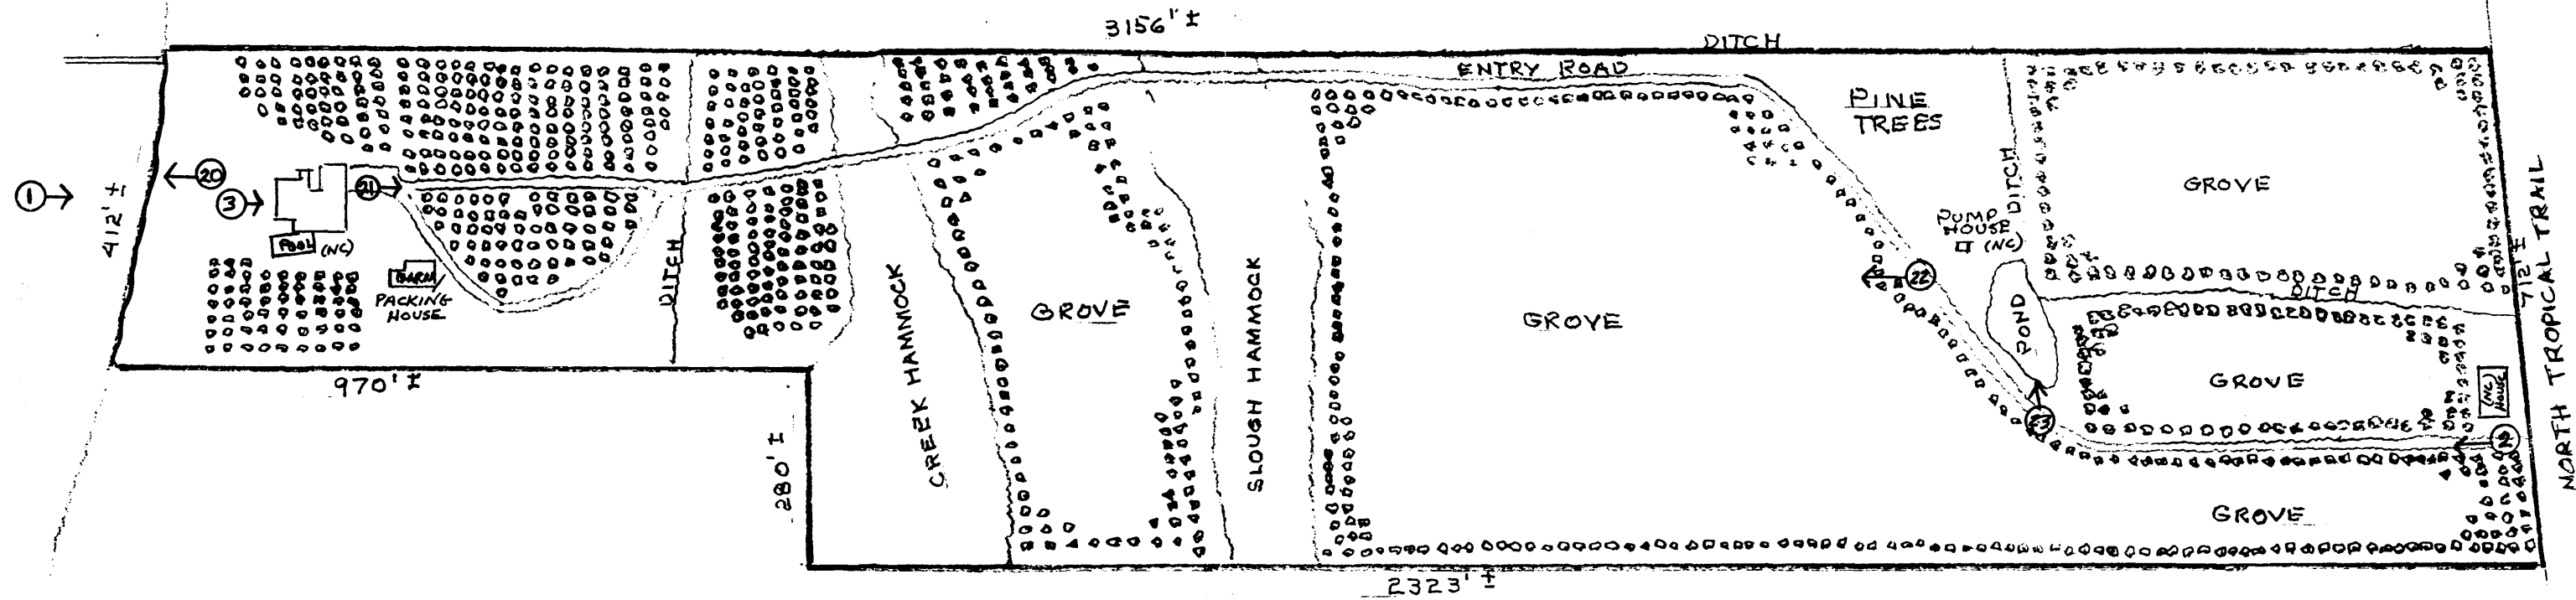 3156" ±
DITCH
ENTRY ROAD
PINE
TREES
DITCH
GROVE
NORTH TROPICAL TRAIL
712' ±
1
20
3
21
412' ±
POOL
(NC)
BARN
PACKING
HOUSE
DITCH
970' ±
280' ±
CREEK HAMMOCK
GROVE
SLOUGH HAMMOCK
GROVE
PUMP
HOUSE
(NC)
22
POND
DITCH
GROVE
(NC)
HOUSE
GROVE
2323' ±